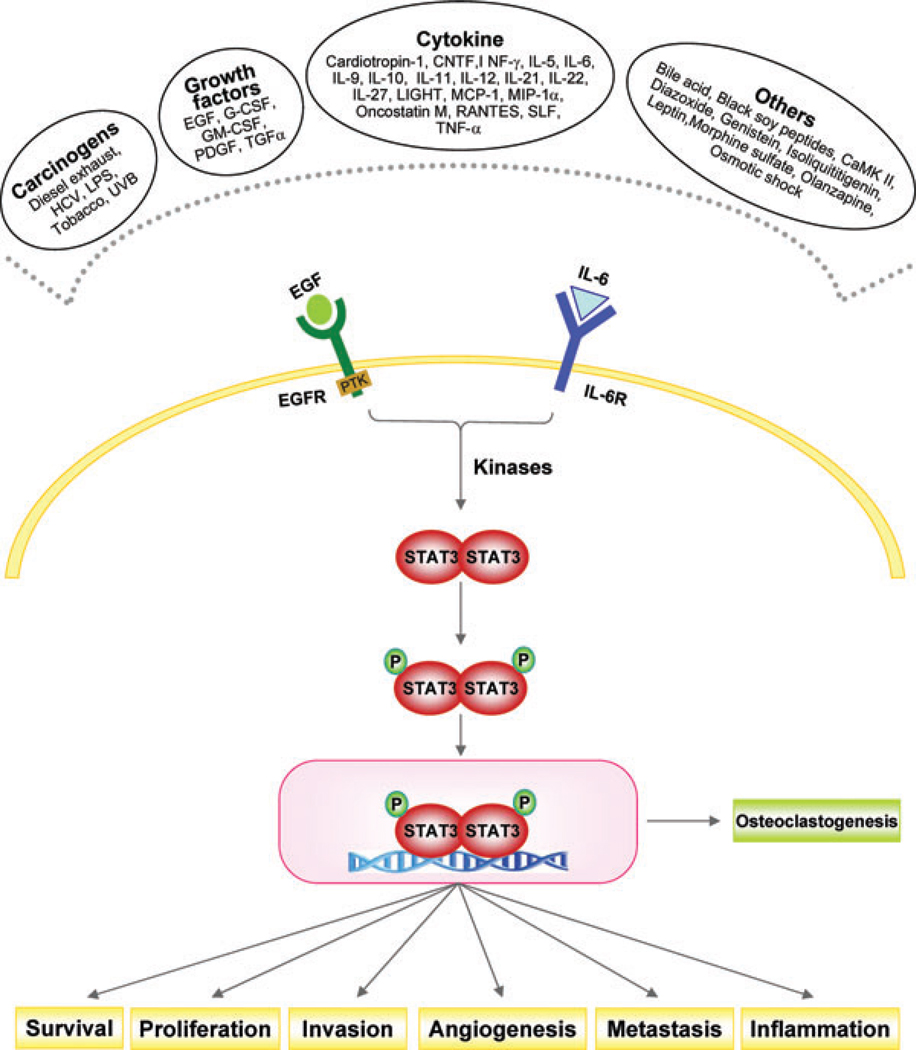 Carcinogens
Diesel exhaust,
HCV, LPS,
Tobacco, UVB
Growth
factors
EGF, G-CSF,
GM-CSF,
PDGF, TGFα
Cytokine
Cardiotropin-1, CNTF,I NF-γ, IL-5, IL-6,
IL-9, IL-10, IL-11, IL-12, IL-21, IL-22,
IL-27, LIGHT, MCP-1, MIP-1α,
Oncostatin M, RANTES, SLF,
TNF-α
Others
Bile acid, Black soy peptides, CaMK II,
Diazoxide, Genistein, Isoliquitigenin,
Leptin,Morphine sulfate, Olanzapine,
Osmotic shock
EGF
IL-6
PTK
EGFR
IL-6R
Kinases
STAT3 STAT3
P P
STAT3 STAT3
P P
STAT3 STAT3
Osteoclastogenesis
Survival Proliferation Invasion Angiogenesis Metastasis Inflammation